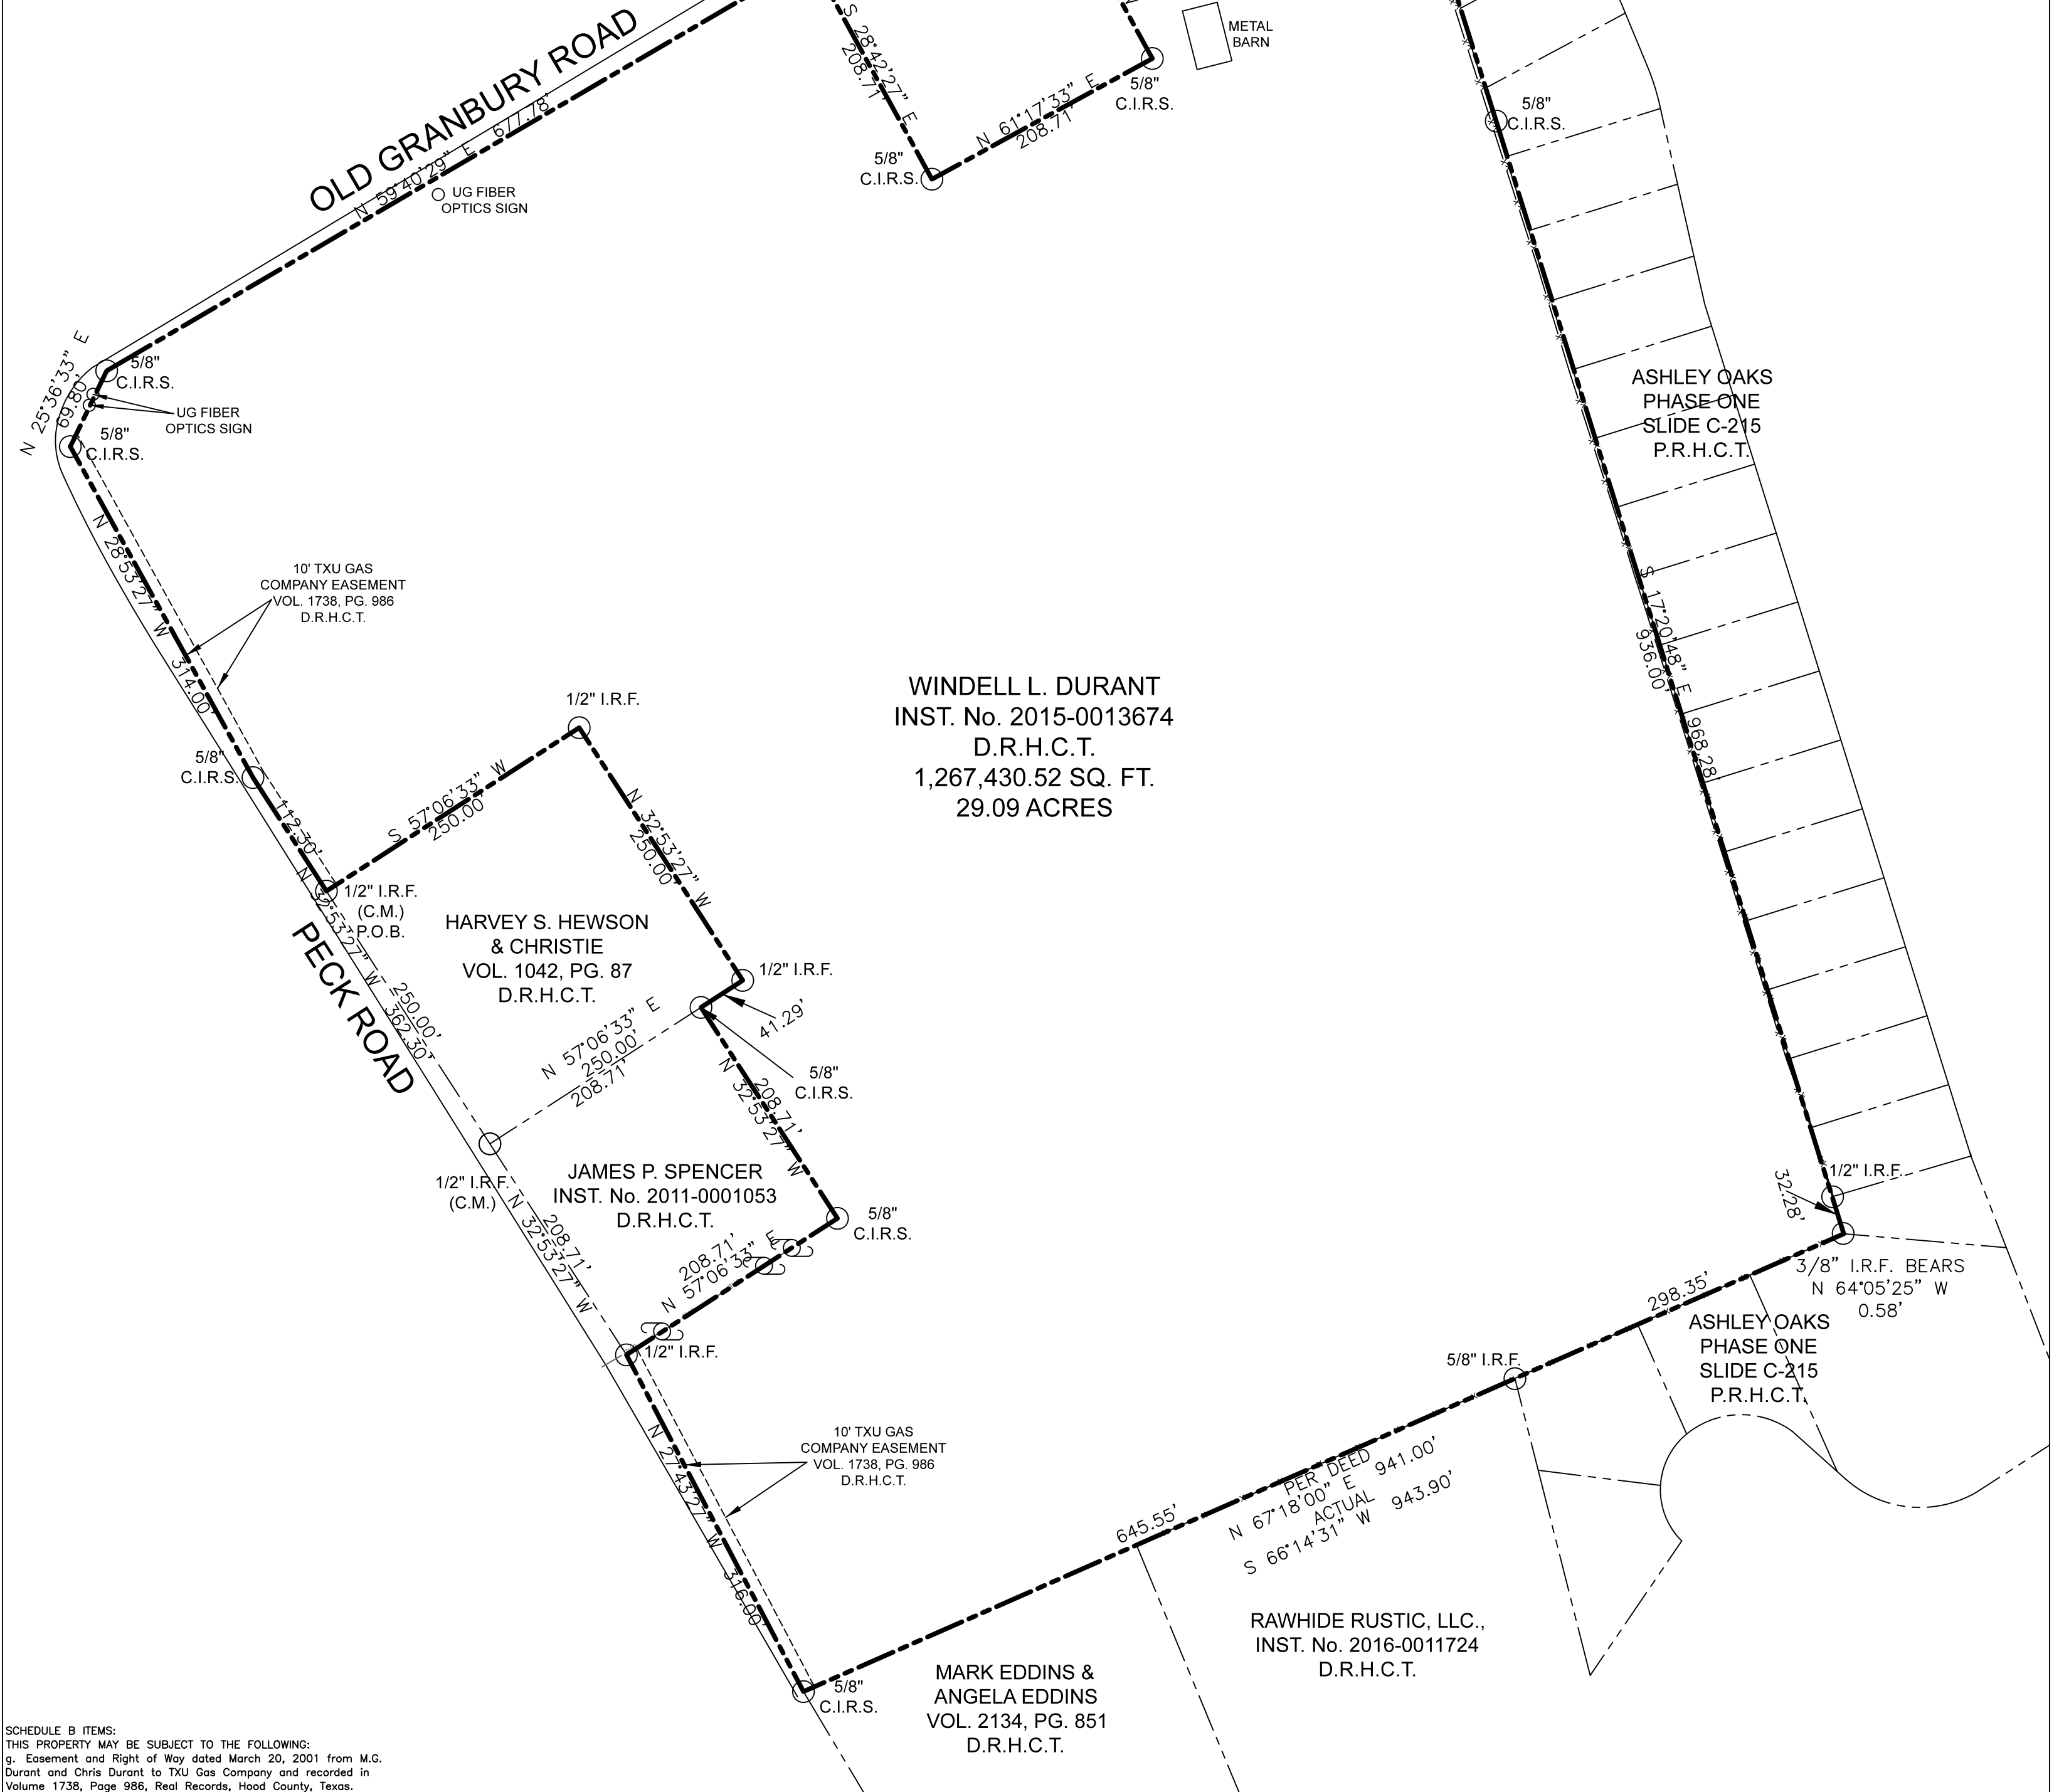 METAL
BARN
5/8"
C.I.R.S.
5/8"
C.I.R.S.
S 28°42'27" E
208.71'
N 61°17'33" E
208.71'
5/8"
C.I.R.S.
OLD GRANBURY ROAD
N 59°40'29" E 677.78'
UG FIBER
OPTICS SIGN
N 25°36'33" E
69.80'
5/8"
C.I.R.S.
UG FIBER
OPTICS SIGN
5/8"
C.I.R.S.
ASHLEY OAKS
PHASE ONE
SLIDE C-215
P.R.H.C.T.
N 28°53'27" W 314.00'
10' TXU GAS
COMPANY EASEMENT
VOL. 1738, PG. 986
D.R.H.C.T.
S 17°20'48" E 968.28'
936.00'
WINDELL L. DURANT
INST. No. 2015-0013674
D.R.H.C.T.
1,267,430.52 SQ. FT.
29.09 ACRES
1/2" I.R.F.
5/8"
C.I.R.S.
112.30'
S 57°06'33" W
250.00'
N 32°53'27" W
250.00'
1/2" I.R.F.
(C.M.)
P.O.B.
N 32°53'27" W 362.30'
250.00'
PECK ROAD
HARVEY S. HEWSON
& CHRISTIE
VOL. 1042, PG. 87
D.R.H.C.T.
1/2" I.R.F.
41.29'
N 57°06'33" E
250.00'
208.71'
5/8"
C.I.R.S.
208.71'
N 32°53'27" W
1/2" I.R.F.
(C.M.)
JAMES P. SPENCER
INST. No. 2011-0001053
D.R.H.C.T.
208.71'
N 32°53'27" W
5/8"
C.I.R.S.
208.71'
N 57°06'33" E
1/2" I.R.F.
1/2" I.R.F.
32.28'
3/8" I.R.F. BEARS
N 64°05'25" W
0.58'
298.35'
ASHLEY OAKS
PHASE ONE
SLIDE C-215
P.R.H.C.T.
5/8" I.R.F.
10' TXU GAS
COMPANY EASEMENT
VOL. 1738, PG. 986
D.R.H.C.T.
N 27°43'27" W 316.00'
645.55'
PER DEED
N 67°18'00" E 941.00'
ACTUAL
S 66°14'31" W 943.90'
RAWHIDE RUSTIC, LLC.,
INST. No. 2016-0011724
D.R.H.C.T.
5/8"
C.I.R.S.
MARK EDDINS &
ANGELA EDDINS
VOL. 2134, PG. 851
D.R.H.C.T.
SCHEDULE B ITEMS:
THIS PROPERTY MAY BE SUBJECT TO THE FOLLOWING:
g. Easement and Right of Way dated March 20, 2001 from M.G.
Durant and Chris Durant to TXU Gas Company and recorded in
Volume 1738, Page 986, Real Records, Hood County, Texas.